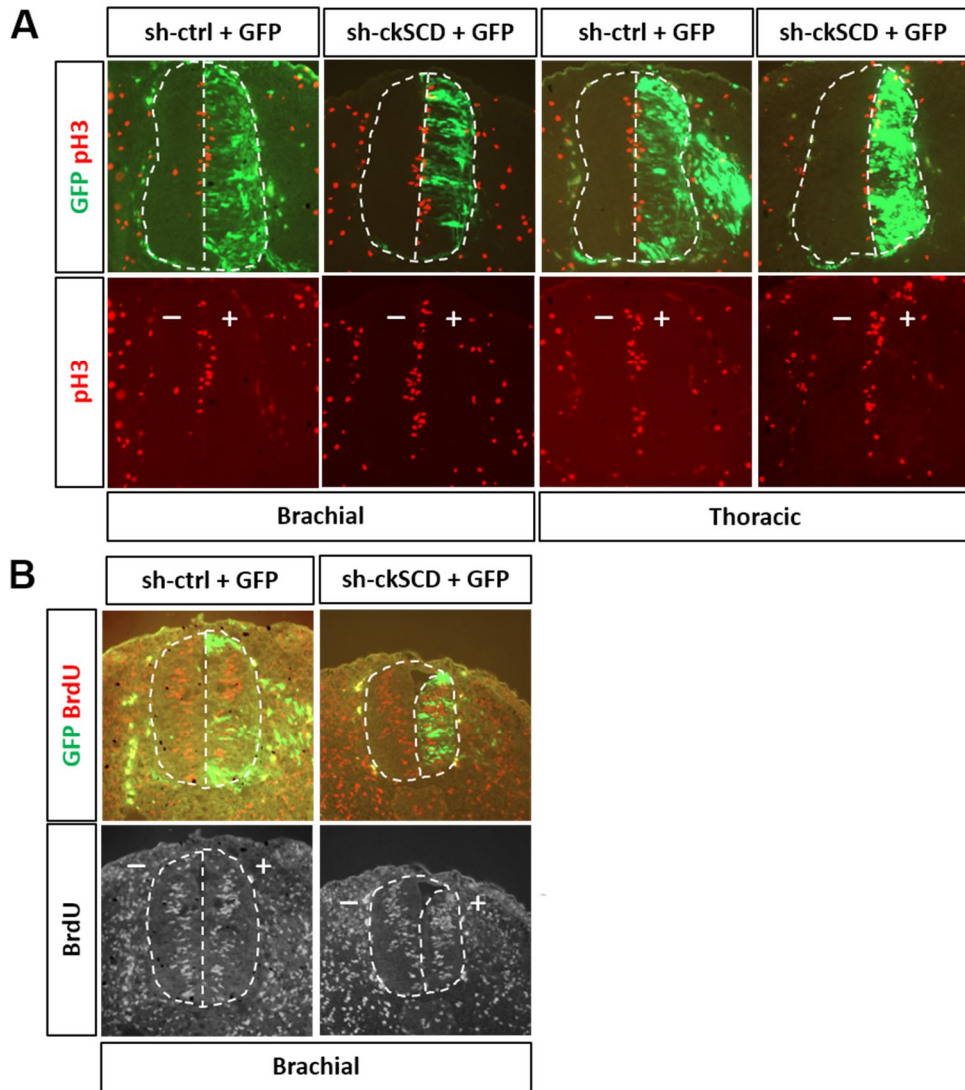 A
sh-ctrl + GFP
sh-ckSCD + GFP
sh-ctrl + GFP
sh-ckSCD + GFP
GFP pH3
pH3
− +
− +
− +
− +
Brachial
Thoracic
B
sh-ctrl + GFP
sh-ckSCD + GFP
GFP BrdU
BrdU
− +
− +
Brachial